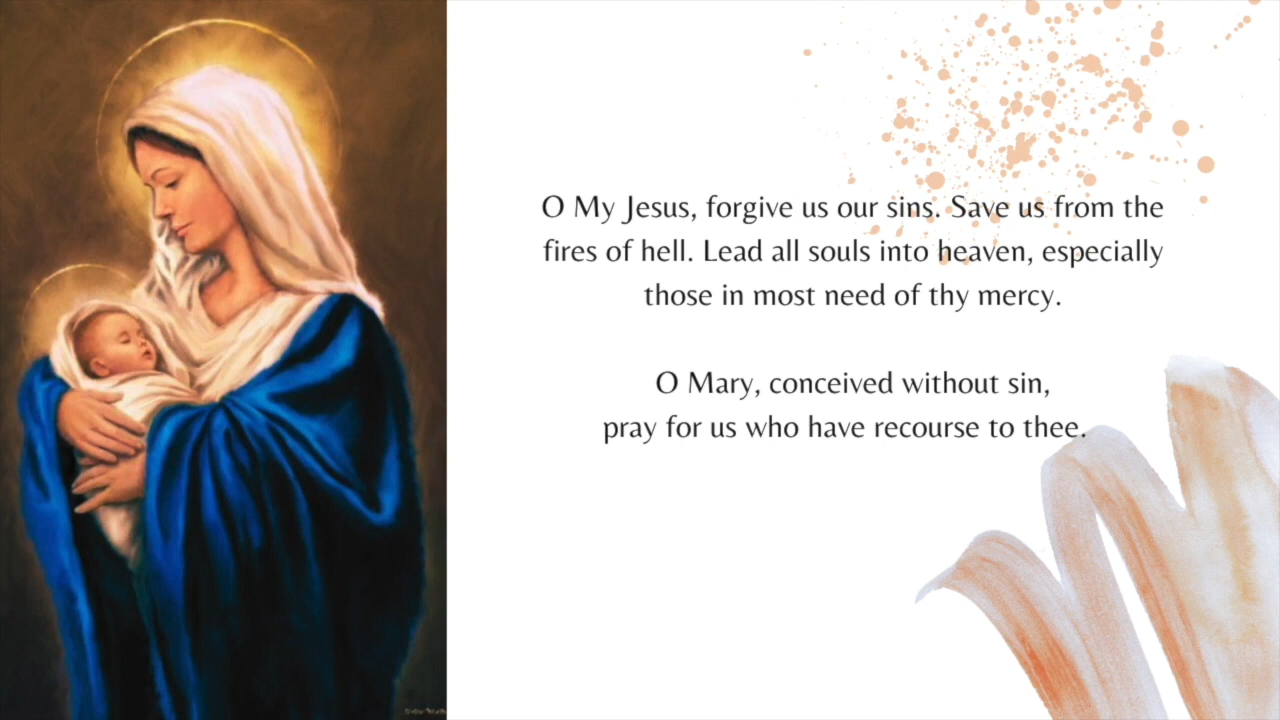 O My Jesus, forgive us our sins. Save us from the
fires of hell. Lead all souls into heaven, especially
those in most need of thy mercy.
O Mary, conceived without sin,
pray for us who have recourse to thee.